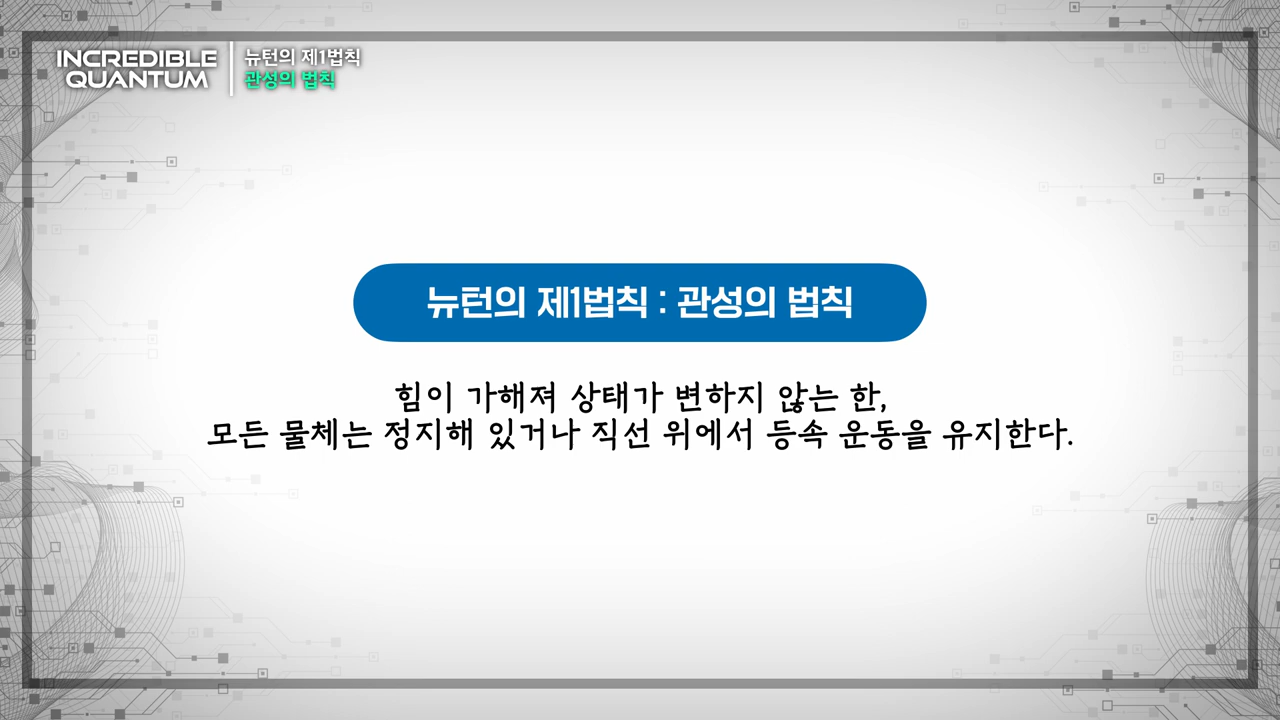 INCREDIBLE
QUANTUM
뉴턴의 제1법칙
관성의 법칙
뉴턴의 제1법칙 : 관성의 법칙
힘이 가해져 상태가 변하지 않는 한,
모든 물체는 정지해 있거나 직선 위에서 등속 운동을 유지한다.